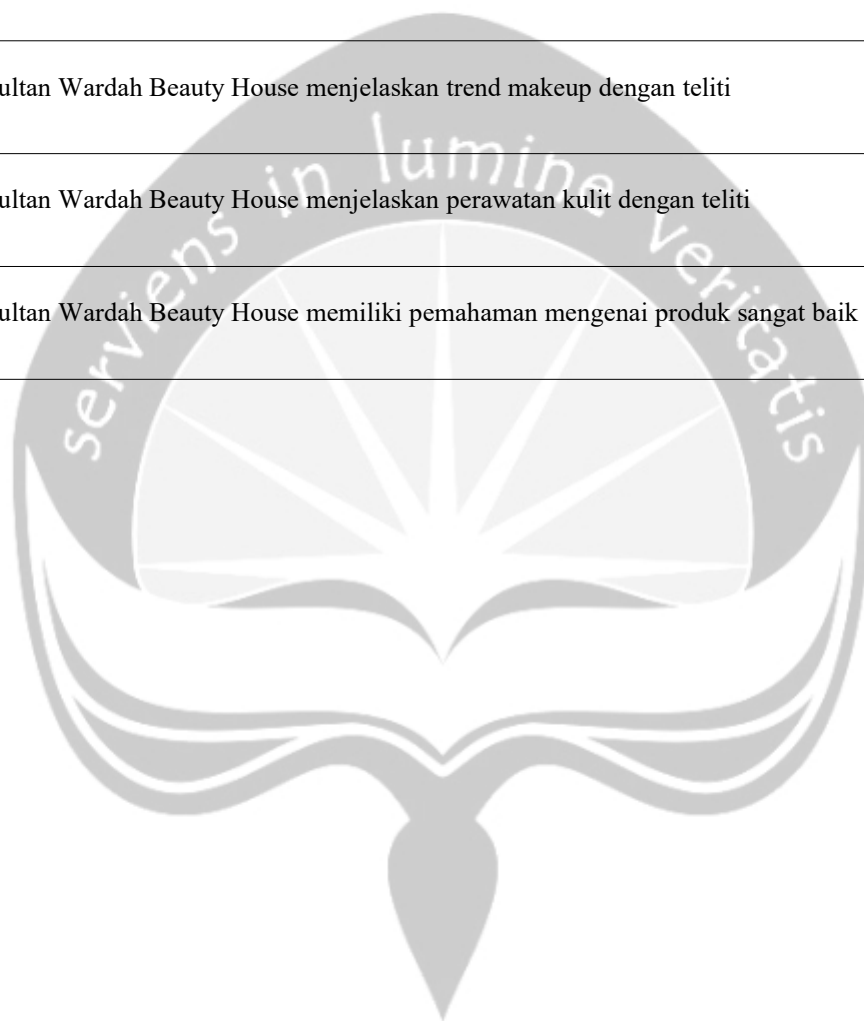 ultan Wardah Beauty House menjelaskan trend makeup dengan teliti
ultan Wardah Beauty House menjelaskan perawatan kulit dengan teliti
ultan Wardah Beauty House memiliki pemahaman mengenai produk sangat baik
serviens in lumine veritatis